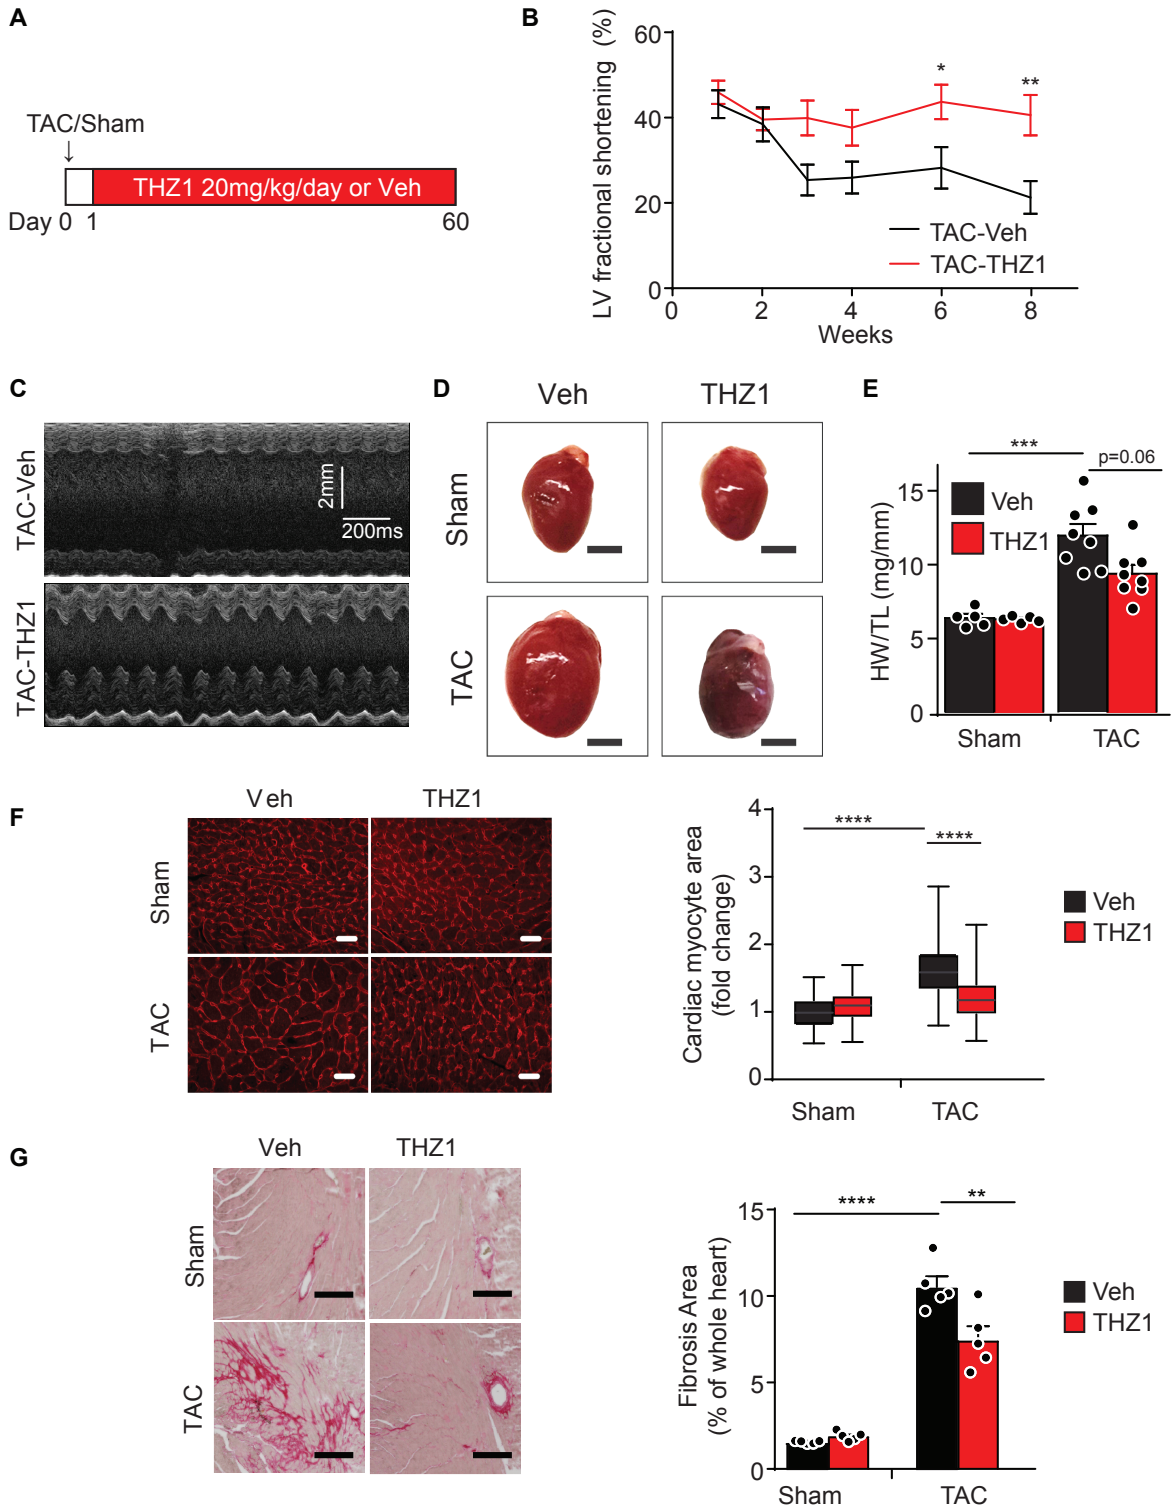 A
TAC/Sham
↓
THZ1 20mg/kg/day or Veh
Day 0 1 60
B
LV fractional shortening (%)
60
40
20
0
* **
TAC-Veh
TAC-THZ1
0 2 4 6 8
Weeks
C
TAC-Veh
2mm
200ms
TAC-THZ1
D
Veh THZ1
Sham
TAC
E
HW/TL (mg/mm)
***
p=0.06
15
10
5
0
Veh
THZ1
Sham TAC
F
Veh THZ1
Sham
TAC
Cardiac myocyte area
(fold change)
4
3
2
1
0
**** ****
Veh
THZ1
Sham TAC
G
Veh THZ1
Sham
TAC
Fibrosis Area
(% of whole heart)
15
10
5
0
**** **
Veh
THZ1
Sham TAC